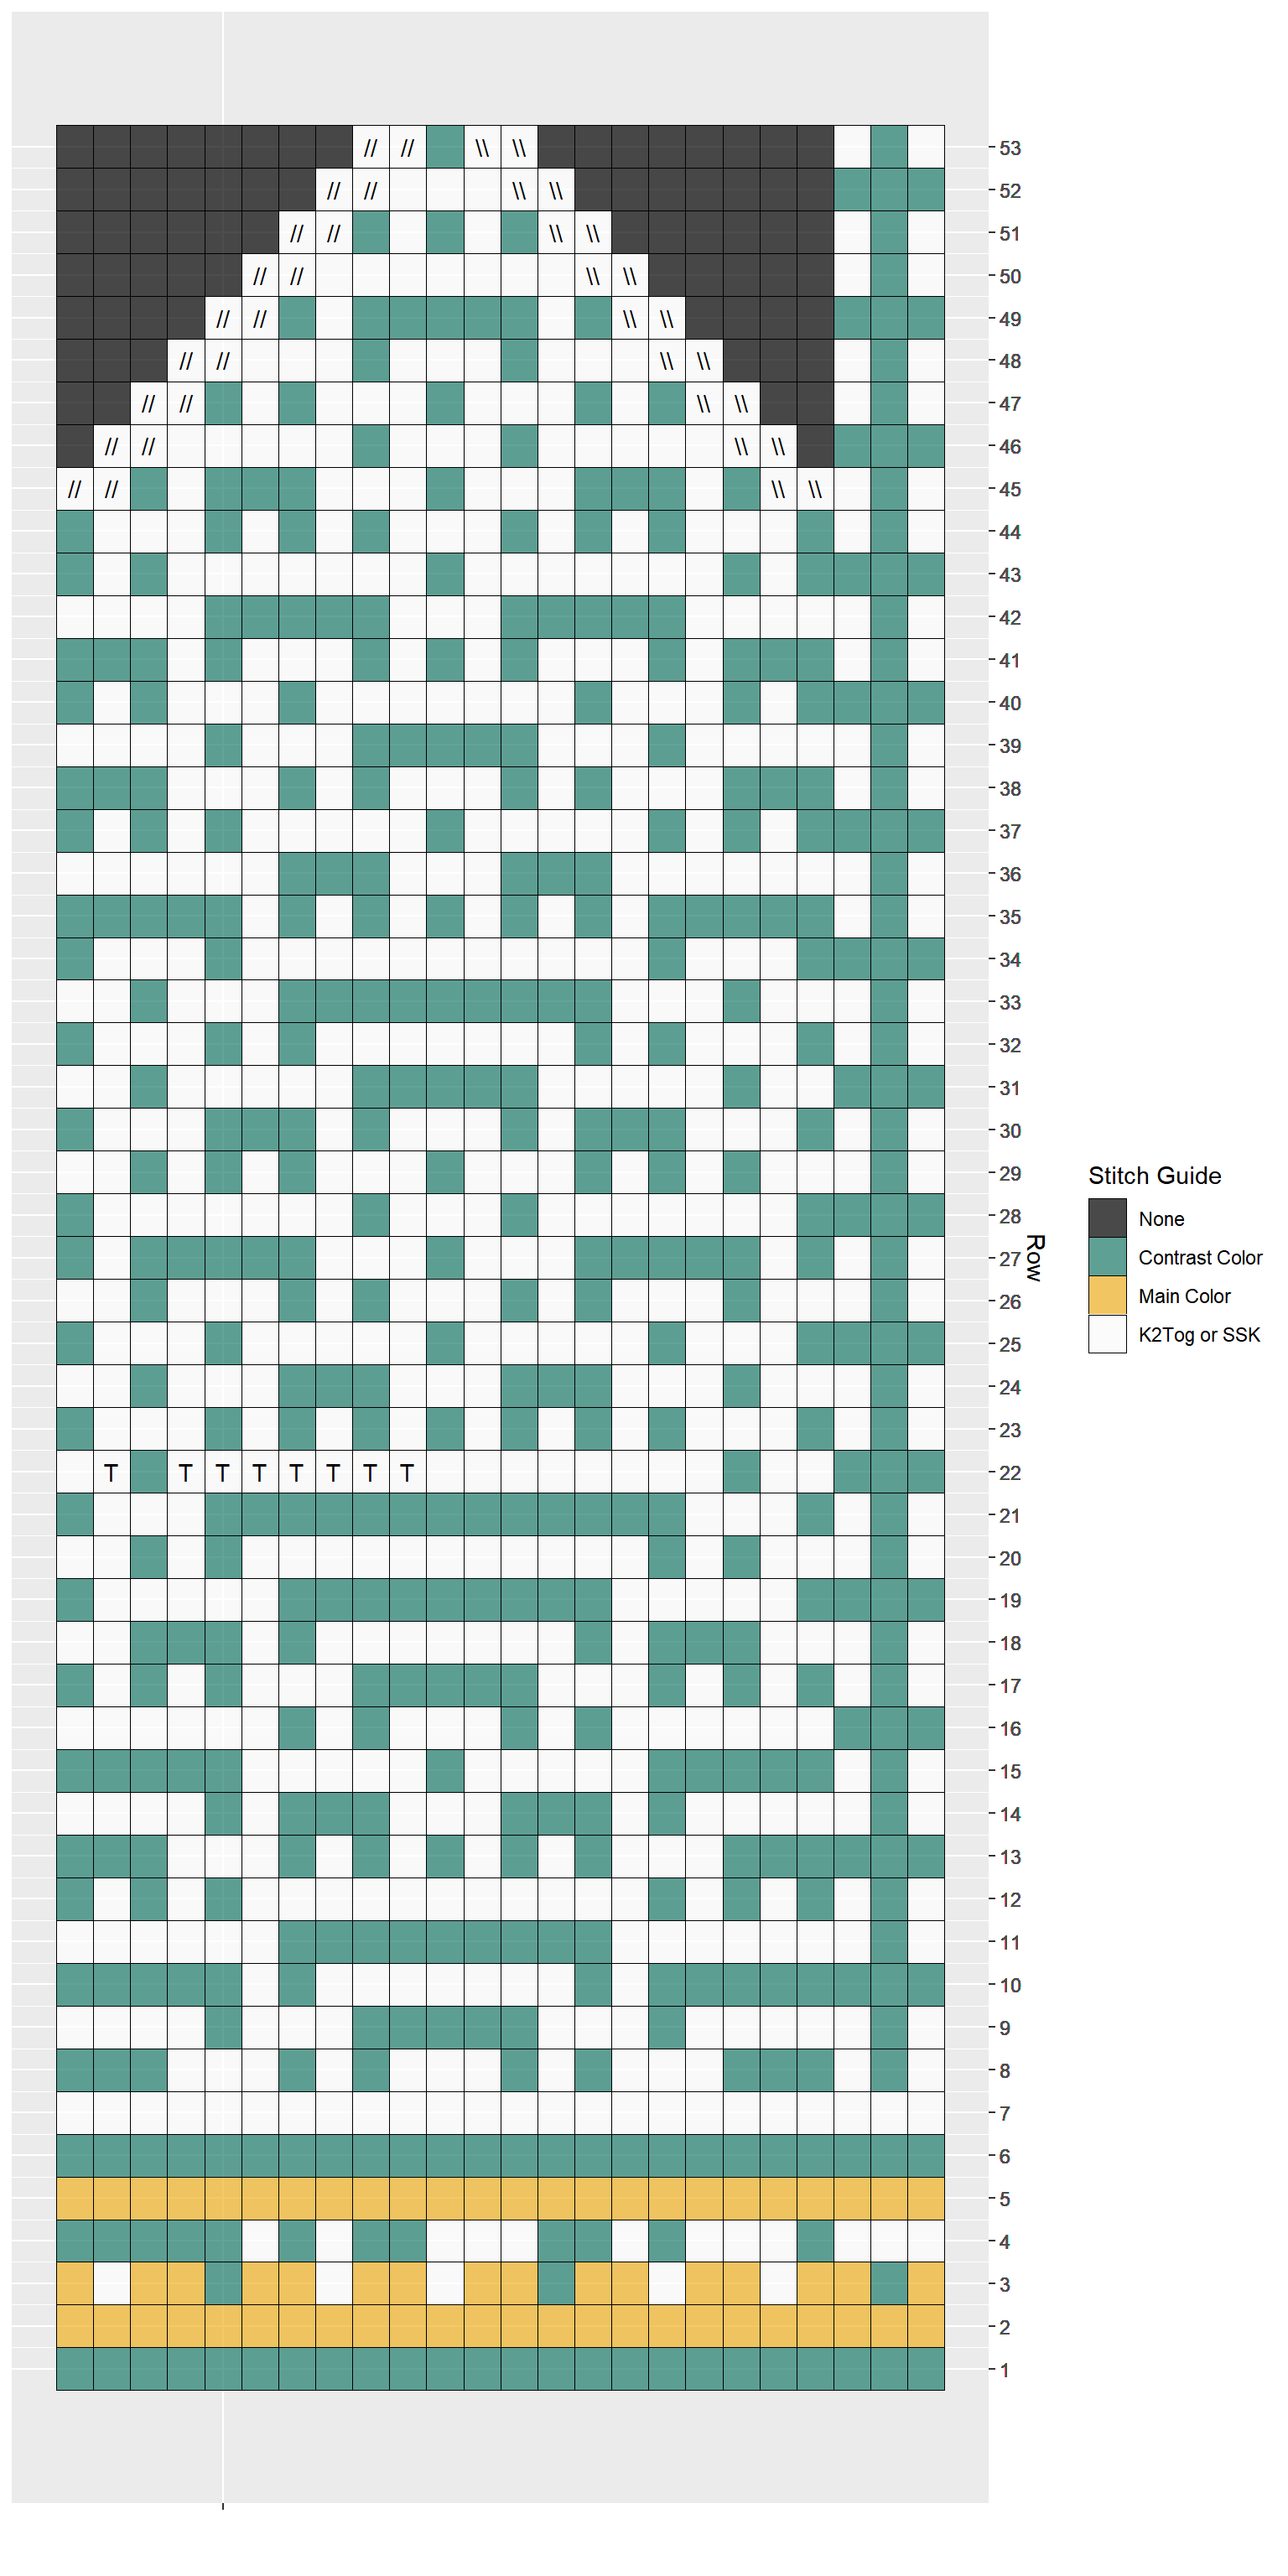 // // \\ \\ 53
// // \\ \\ 52
// // \\ \\ 51
// // \\ \\ 50
// // \\ \\ 49
// // \\ \\ 48
// // \\ \\ 47
// // \\ \\ 46
// // \\ \\ 45
44
43
42
41
40
39
38
37
36
35
34
33
32
31
30
29
28
27
26
25
24
23
T T T T T T T T 22
21
20
19
18
17
16
15
14
13
12
11
10
9
8
7
6
5
4
3
2
1
Row
Stitch Guide
None
Contrast Color
Main Color
K2Tog or SSK